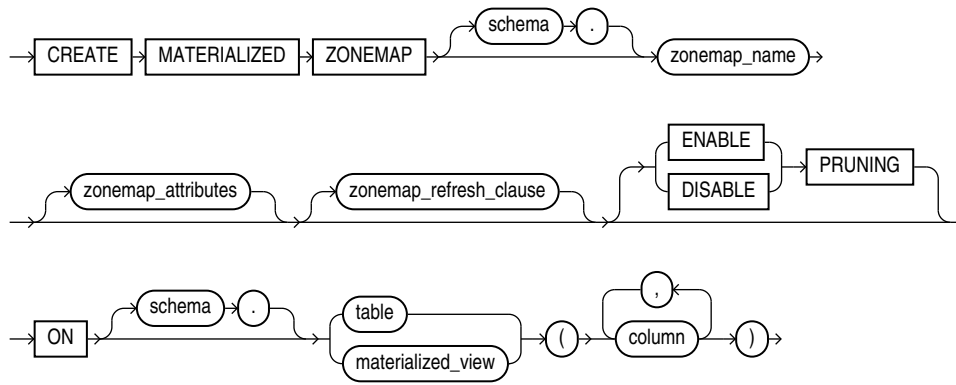 schema .
CREATE MATERIALIZED ZONEMAP zonemap_name
ENABLE
zonemap_attributes zonemap_refresh_clause PRUNING
DISABLE
,
schema . table
ON ( column )
materialized_view